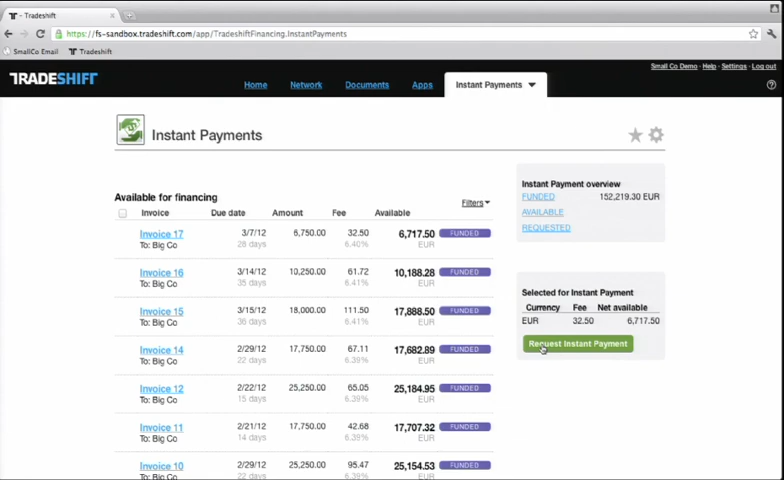 - Tradeshift
https://fs-sandbox.tradeshift.com/app/TradeshiftFinancing.InstantPayments
SmallCo Email Tradeshift
Small Co Demo · Help · Settings · Log out
TRADESHIFT
Home Network Documents Apps Instant Payments
Instant Payments
Available for financing
Filters
Invoice Due date Amount Fee Available
Invoice 17 3/7/12 6,750.00 32.50 6,717.50 FUNDED
To: Big Co 28 days 6.40% EUR
Invoice 16 3/14/12 10,250.00 61.72 10,188.28 FUNDED
To: Big Co 35 days 6.41% EUR
Invoice 15 3/15/12 18,000.00 111.50 17,888.50 FUNDED
To: Big Co 36 days 6.41% EUR
Invoice 14 2/29/12 17,750.00 67.11 17,682.89 FUNDED
To: Big Co 22 days 6.39% EUR
Invoice 12 2/22/12 25,250.00 65.05 25,184.95 FUNDED
To: Big Co 15 days 6.39% EUR
Invoice 11 2/21/12 17,750.00 42.68 17,707.32 FUNDED
To: Big Co 14 days 6.39% EUR
Invoice 10 2/29/12 25,250.00 95.47 25,154.53 FUNDED
To: Big Co 22 days 6.39% EUR
Instant Payment overview
FUNDED 152,219.30 EUR
AVAILABLE
REQUESTED
Selected for Instant Payment
Currency Fee Net available
EUR 32.50 6,717.50
Request Instant Payment